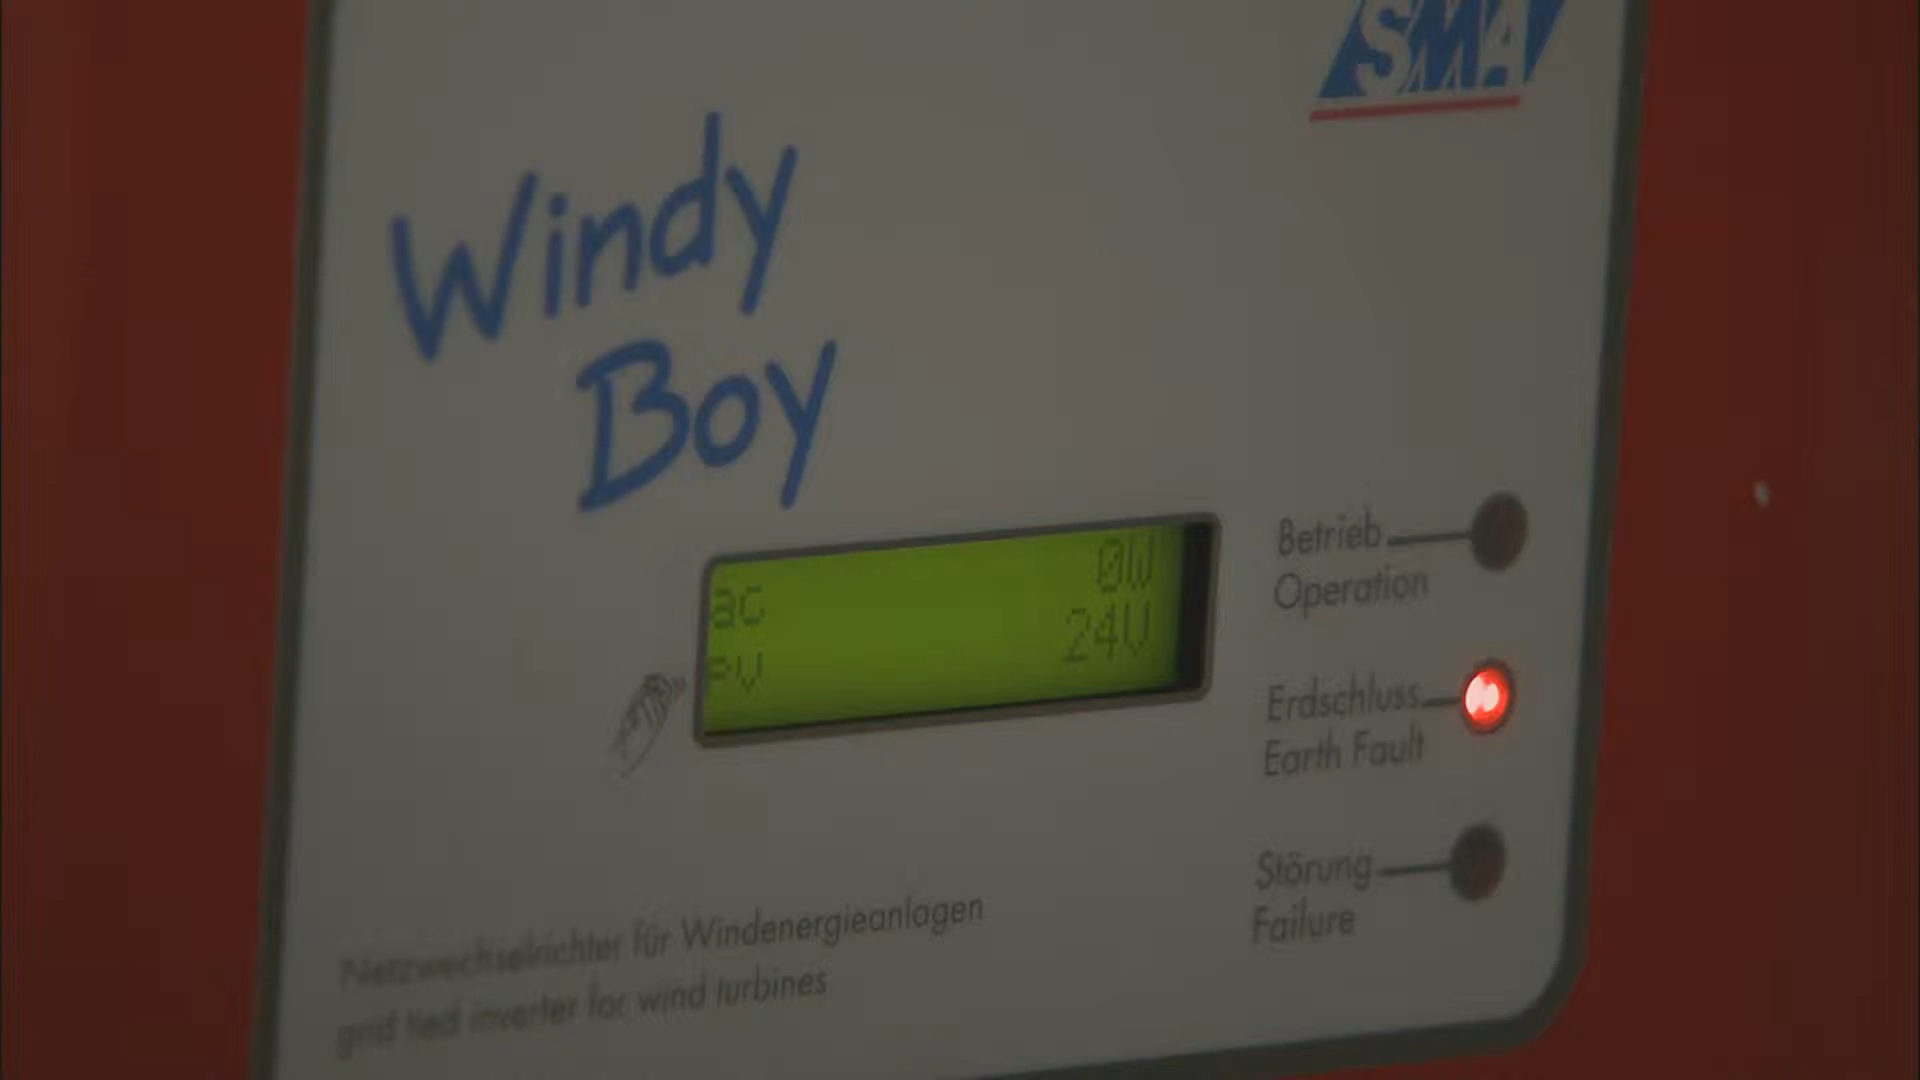 SMA
Windy
Boy
ac 0W
PV 24V
Betrieb
Operation
Erdschluss
Earth Fault
Störung
Failure
Netzwechselrichter für Windenergieanlagen
grid tied inverter for wind turbines